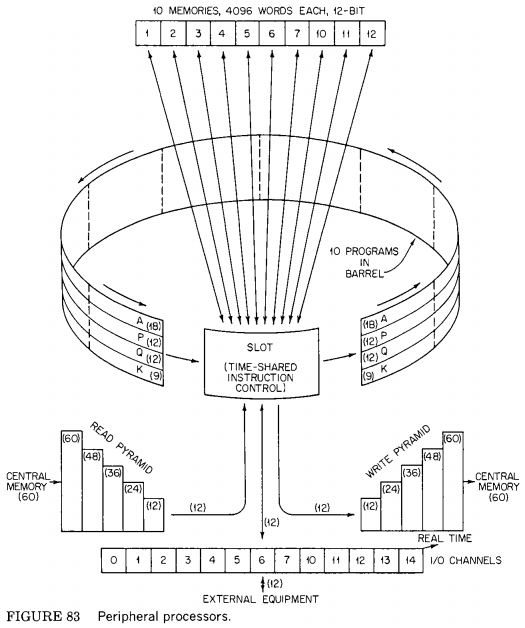 10 MEMORIES, 4096 WORDS EACH, 12-BIT
1 2 3 4 5 6 7 10 11 12
10 PROGRAMS
IN
BARREL
A (18)
P (12)
Q (12)
K (9)
SLOT
(TIME-SHARED
INSTRUCTION
CONTROL)
(18) A
(12) P
(12) Q
(9) K
READ PYRAMID
(60)
(48)
(36)
(24)
(12)
CENTRAL
MEMORY
(60)
(12)
(12)
(12)
WRITE PYRAMID
(12)
(24)
(36)
(48)
(60)
CENTRAL
MEMORY
(60)
REAL TIME
0 1 2 3 4 5 6 7 10 11 12 13 14 I/O CHANNELS
(12)
EXTERNAL EQUIPMENT
FIGURE 83 Peripheral processors.